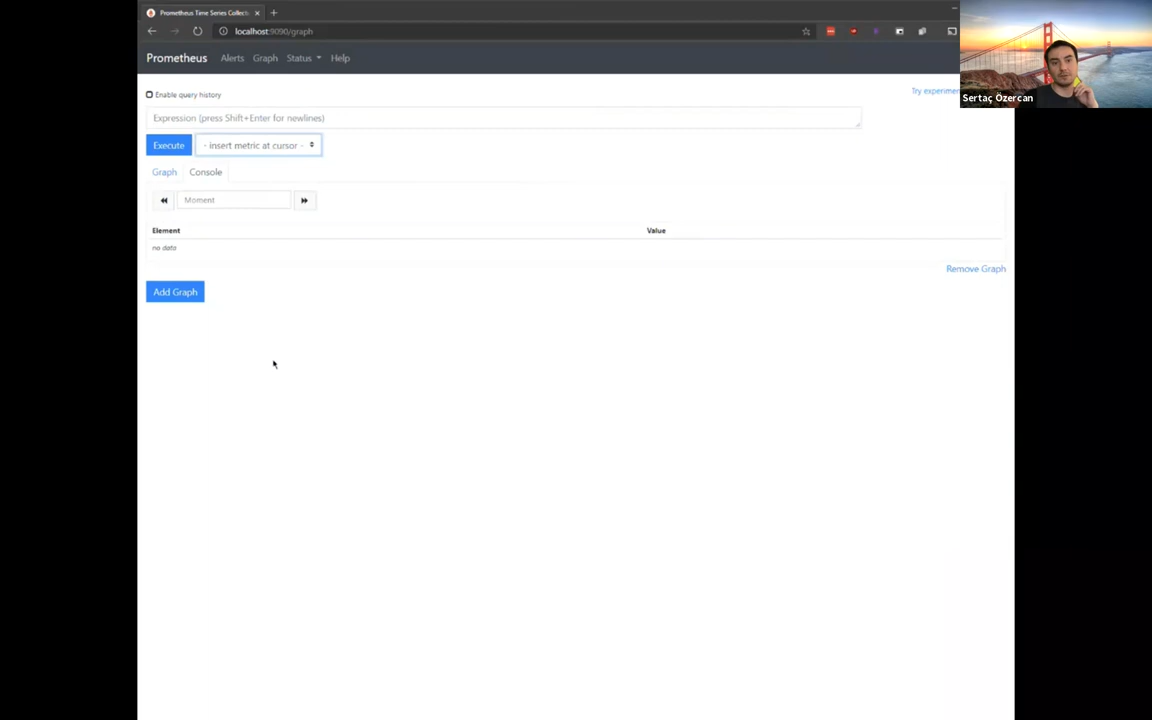 Prometheus Time Series Collecti
localhost:9090/graph
Prometheus Alerts Graph Status Help
Enable query history
Try experimen
Sertaç Özercan
Expression (press Shift+Enter for newlines)
Execute - insert metric at cursor -
Graph Console
Moment
Element Value
no data
Remove Graph
Add Graph